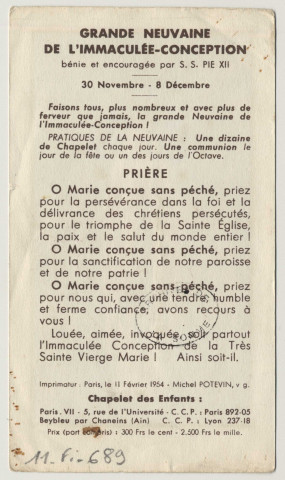 GRANDE NEUVAINE
DE L'IMMACULÉE-CONCEPTION
bénie et encouragée par S. S. PIE XII
30 Novembre - 8 Décembre
Faisons tous, plus nombreux et avec plus de
ferveur que jamais, la grande Neuvaine de
l'Immaculée-Conception !
PRATIQUES DE LA NEUVAINE : Une dizaine
de Chapelet chaque jour. Une communion le
jour de la fête ou un des jours de l'Octave.
PRIÈRE
O Marie conçue sans péché, priez
pour la persévérance dans la foi et la
délivrance des chrétiens persécutés,
pour le triomphe de la Sainte Église,
la paix et le salut du monde entier !
O Marie conçue sans péché, priez
pour la sanctification de notre paroisse
et de notre patrie !
O Marie conçue sans péché, priez
pour nous qui, avec une tendre, humble
et ferme confiance, avons recours à
vous !
Louée, aimée, invoquée, soit partout
l'Immaculée Conception de la Très
Sainte Vierge Marie ! Ainsi soit-il.
Imprimatur : Paris, le 11 Février 1954 - Michel POTEVIN, v g.
Chapelet des Enfants :
Paris. VII - 5, rue de l'Université - C. C. P. : Paris 892-05
Beybleu par Chaneins (Ain) - C. C. P. : Lyon 237-18
Prix (port compris) : 300 Frs le cent - 2.500 Frs le mille.
11-Fi-689